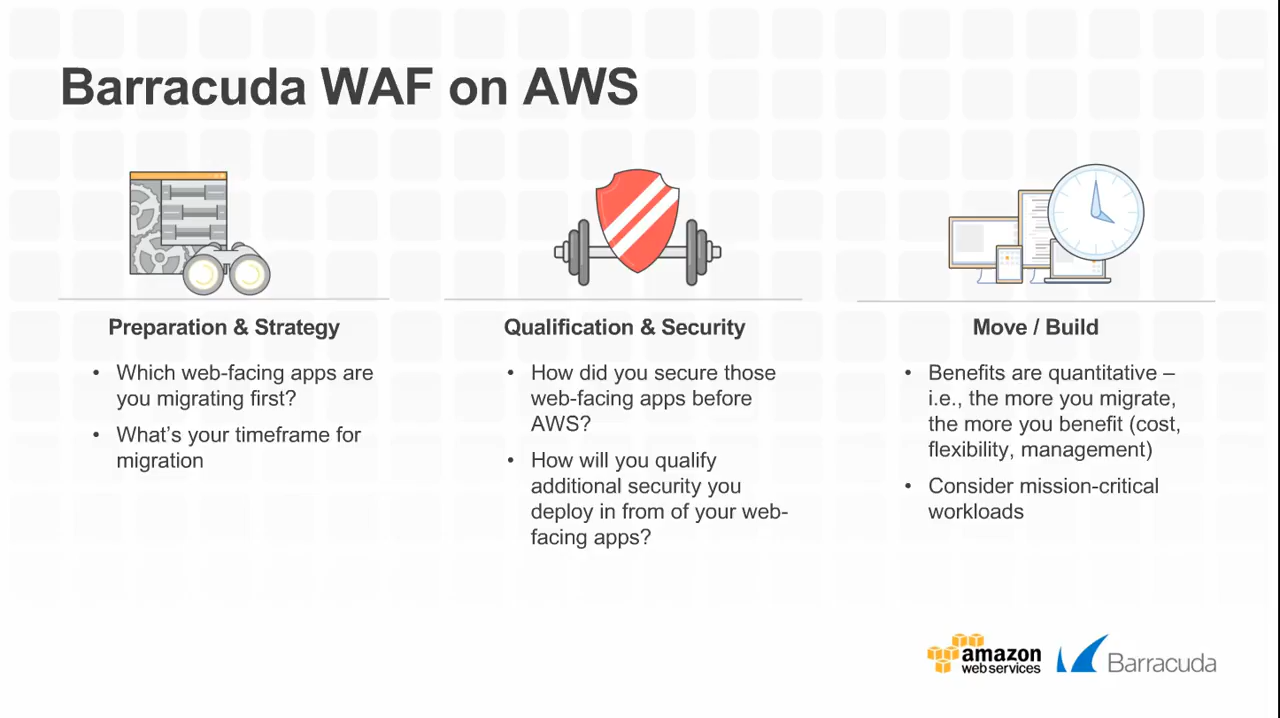 Barracuda WAF on AWS
Preparation & Strategy
• Which web-facing apps are
you migrating first?
• What's your timeframe for
migration
Qualification & Security
• How did you secure those
web-facing apps before
AWS?
• How will you qualify
additional security you
deploy in from of your web-
facing apps?
Move / Build
• Benefits are quantitative –
i.e., the more you migrate,
the more you benefit (cost,
flexibility, management)
• Consider mission-critical
workloads
amazon
webservices
Barracuda